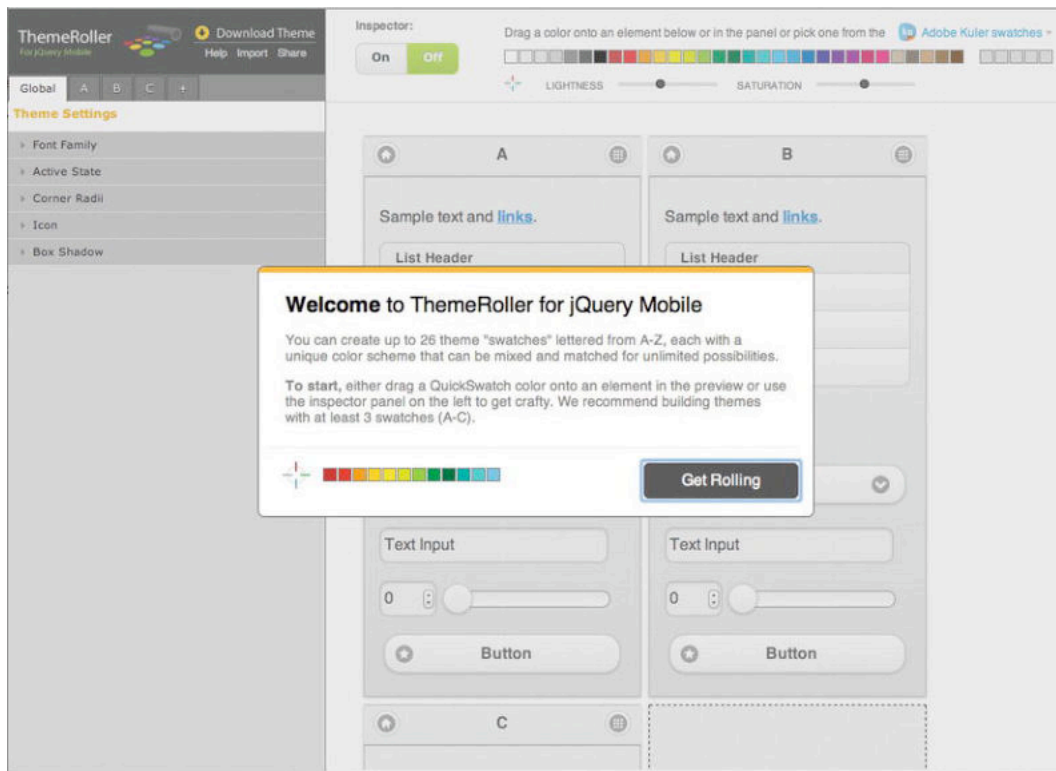 ThemeRoller
For jQuery Mobile
Download Theme
Help Import Share
Global A B C +
Theme Settings
Font Family
Active State
Corner Radii
Icon
Box Shadow
Inspector:
On Off
Drag a color onto an element below or in the panel or pick one from the Adobe Kuler swatches
LIGHTNESS SATURATION
A
Sample text and links.
List Header
B
Sample text and links.
List Header
Welcome to ThemeRoller for jQuery Mobile
You can create up to 26 theme "swatches" lettered from A-Z, each with a
unique color scheme that can be mixed and matched for unlimited possibilities.
To start, either drag a QuickSwatch color onto an element in the preview or use
the inspector panel on the left to get crafty. We recommend building themes
with at least 3 swatches (A-C).
Get Rolling
Text Input
0
Button
Text Input
0
Button
C